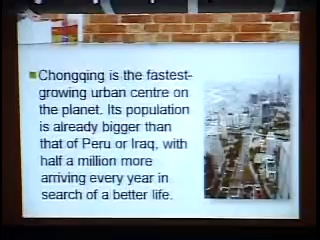 Chongqing is the fastest-
growing urban centre on
the planet. Its population
is already bigger than
that of Peru or Iraq, with
half a million more
arriving every year in
search of a better life.